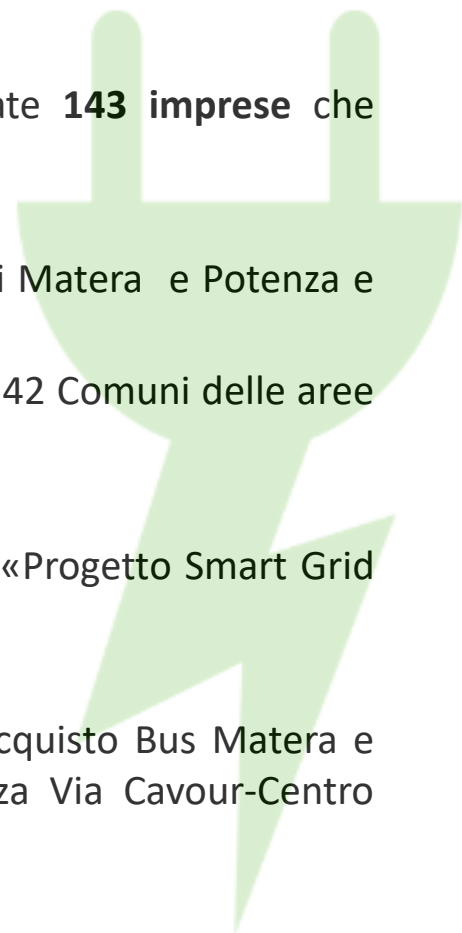 ate 143 imprese che
i Matera e Potenza e
42 Comuni delle aree
«Progetto Smart Grid
cquisto Bus Matera e
za Via Cavour-Centro